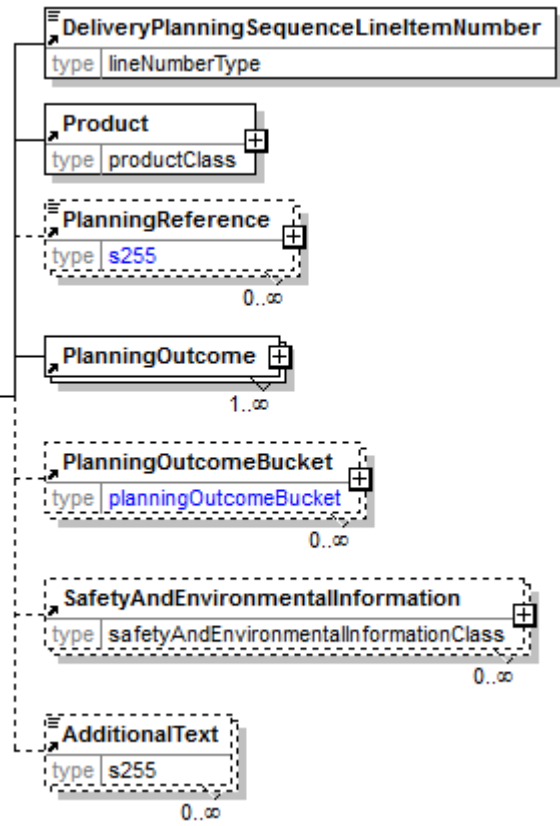 DeliveryPlanningSequenceLineItemNumber
type lineNumberType
Product
type productClass
PlanningReference
type s255
0..∞
PlanningOutcome
1..∞
PlanningOutcomeBucket
type planningOutcomeBucket
0..∞
SafetyAndEnvironmentalInformation
type safetyAndEnvironmentalInformationClass
0..∞
AdditionalText
type s255
0..∞